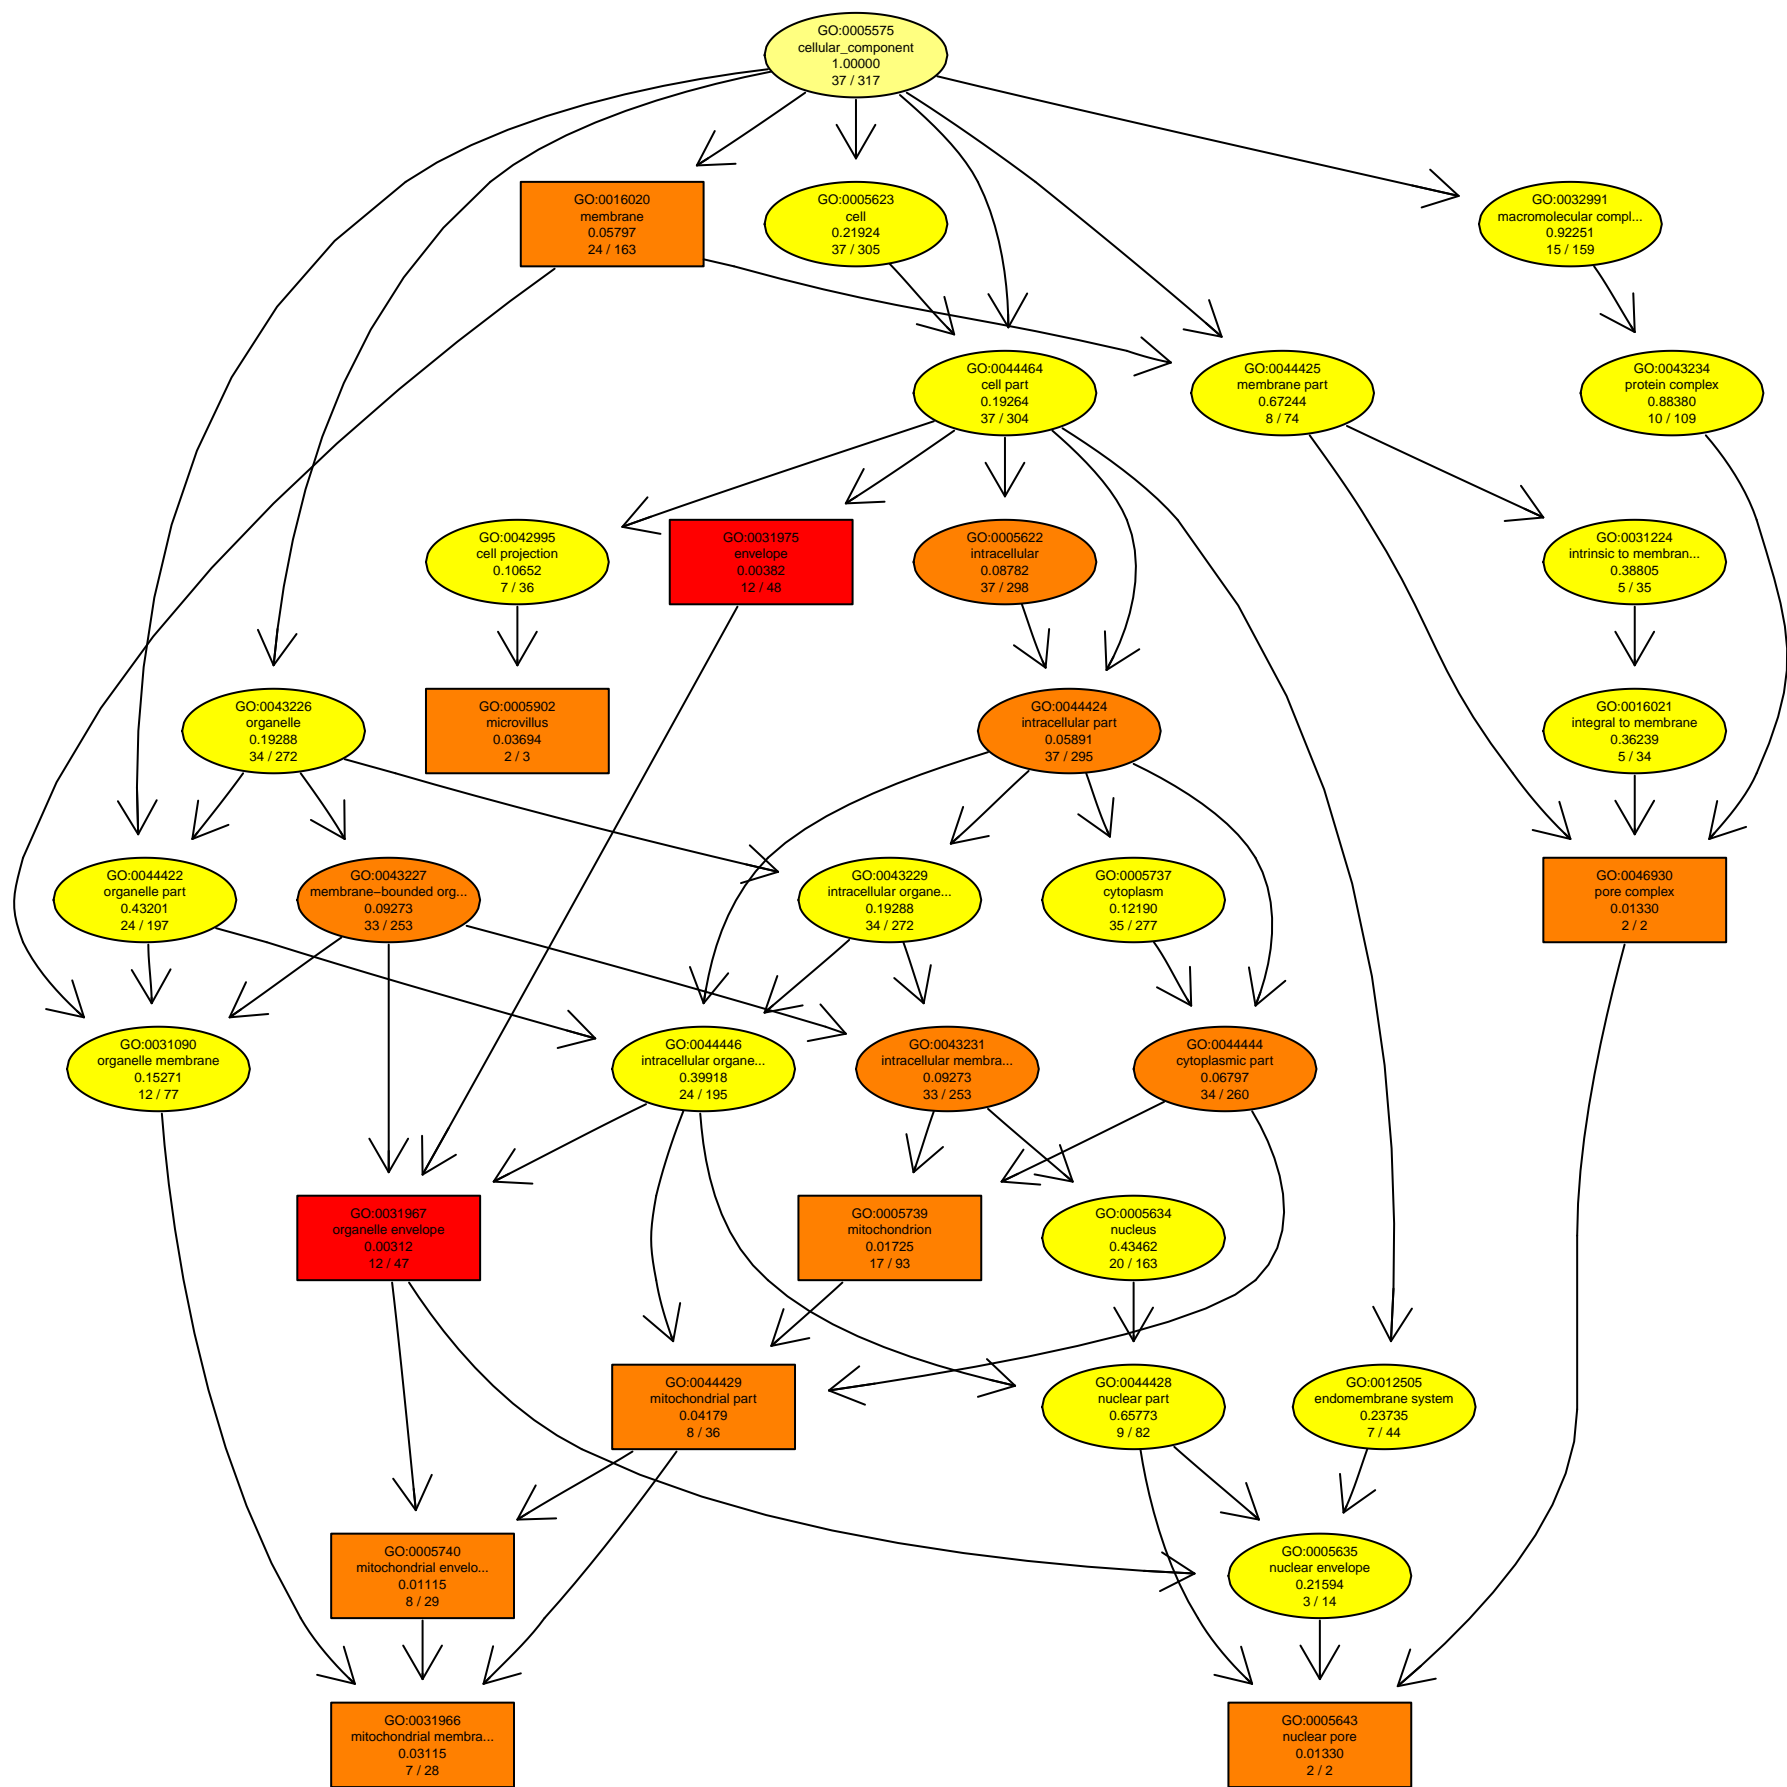 GO:0005575
cellular_component
1.00000
37 / 317
GO:0016020
membrane
0.05797
24 / 163
GO:0005623
cell
0.21924
37 / 305
GO:0032991
macromolecular compl...
0.92251
15 / 159
GO:0044464
cell part
0.19264
37 / 304
GO:0044425
membrane part
0.67244
8 / 74
GO:0043234
protein complex
0.88380
10 / 109
GO:0042995
cell projection
0.10652
7 / 36
GO:0031975
envelope
0.00382
12 / 48
GO:0005622
intracellular
0.08782
37 / 298
GO:0031224
intrinsic to membran...
0.38805
5 / 35
GO:0043226
organelle
0.19288
34 / 272
GO:0005902
microvillus
0.03694
2 / 3
GO:0044424
intracellular part
0.05891
37 / 295
GO:0016021
integral to membrane
0.36239
5 / 34
GO:0044422
organelle part
0.43201
24 / 197
GO:0043227
membrane−bounded org...
0.09273
33 / 253
GO:0043229
intracellular organe...
0.19288
34 / 272
GO:0005737
cytoplasm
0.12190
35 / 277
GO:0046930
pore complex
0.01330
2 / 2
GO:0031090
organelle membrane
0.15271
12 / 77
GO:0044446
intracellular organe...
0.39918
24 / 195
GO:0043231
intracellular membra...
0.09273
33 / 253
GO:0044444
cytoplasmic part
0.06797
34 / 260
GO:0031967
organelle envelope
0.00312
12 / 47
GO:0005739
mitochondrion
0.01725
17 / 93
GO:0005634
nucleus
0.43462
20 / 163
GO:0044429
mitochondrial part
0.04179
8 / 36
GO:0044428
nuclear part
0.65773
9 / 82
GO:0012505
endomembrane system
0.23735
7 / 44
GO:0005740
mitochondrial envelo...
0.01115
8 / 29
GO:0005635
nuclear envelope
0.21594
3 / 14
GO:0031966
mitochondrial membra...
0.03115
7 / 28
GO:0005643
nuclear pore
0.01330
2 / 2